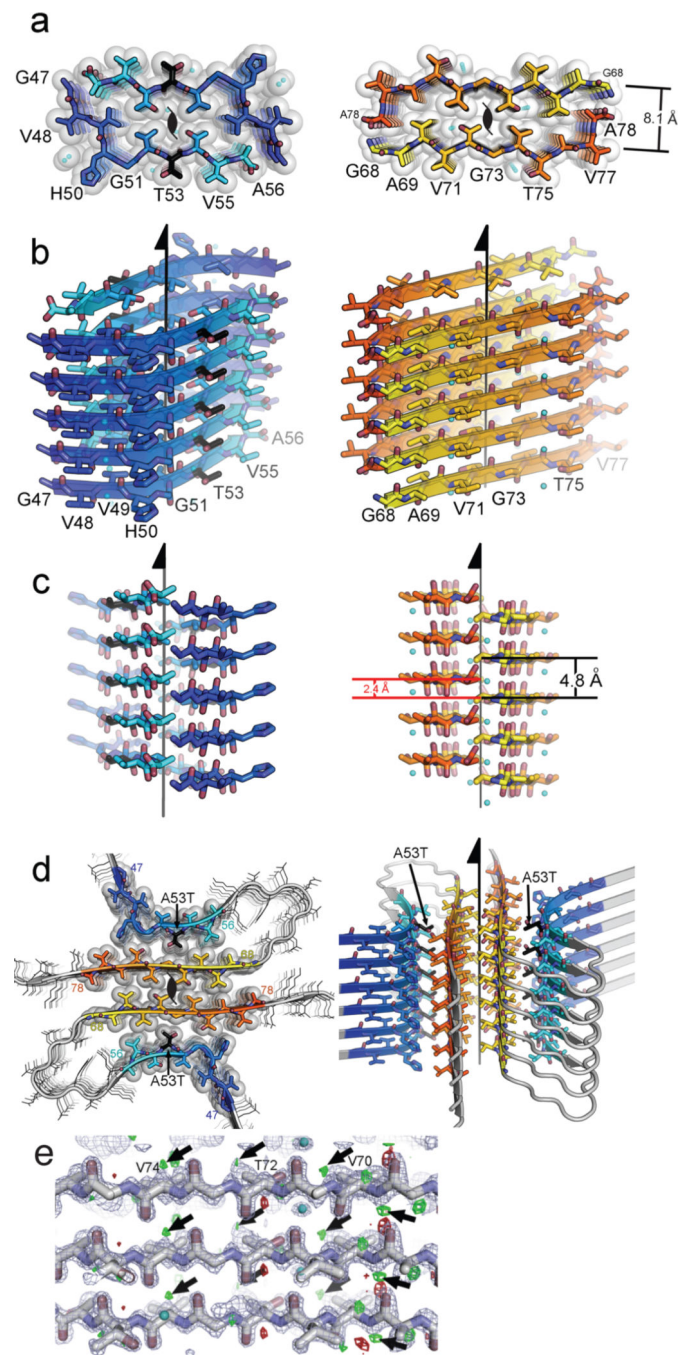 a
G47
V48
H50
G51
T53
V55
A56
G68
A78
A78
8.1 Å
G68
A69
V71
G73
T75
V77
b
G47
V48
V49
H50
G51
T53
V55
A56
G68
A69
V71
G73
T75
V77
c
2.4 Å
4.8 Å
d
47
A53T
56
68
78
78
68
56
A53T
47
A53T
A53T
e
V74
T72
V70